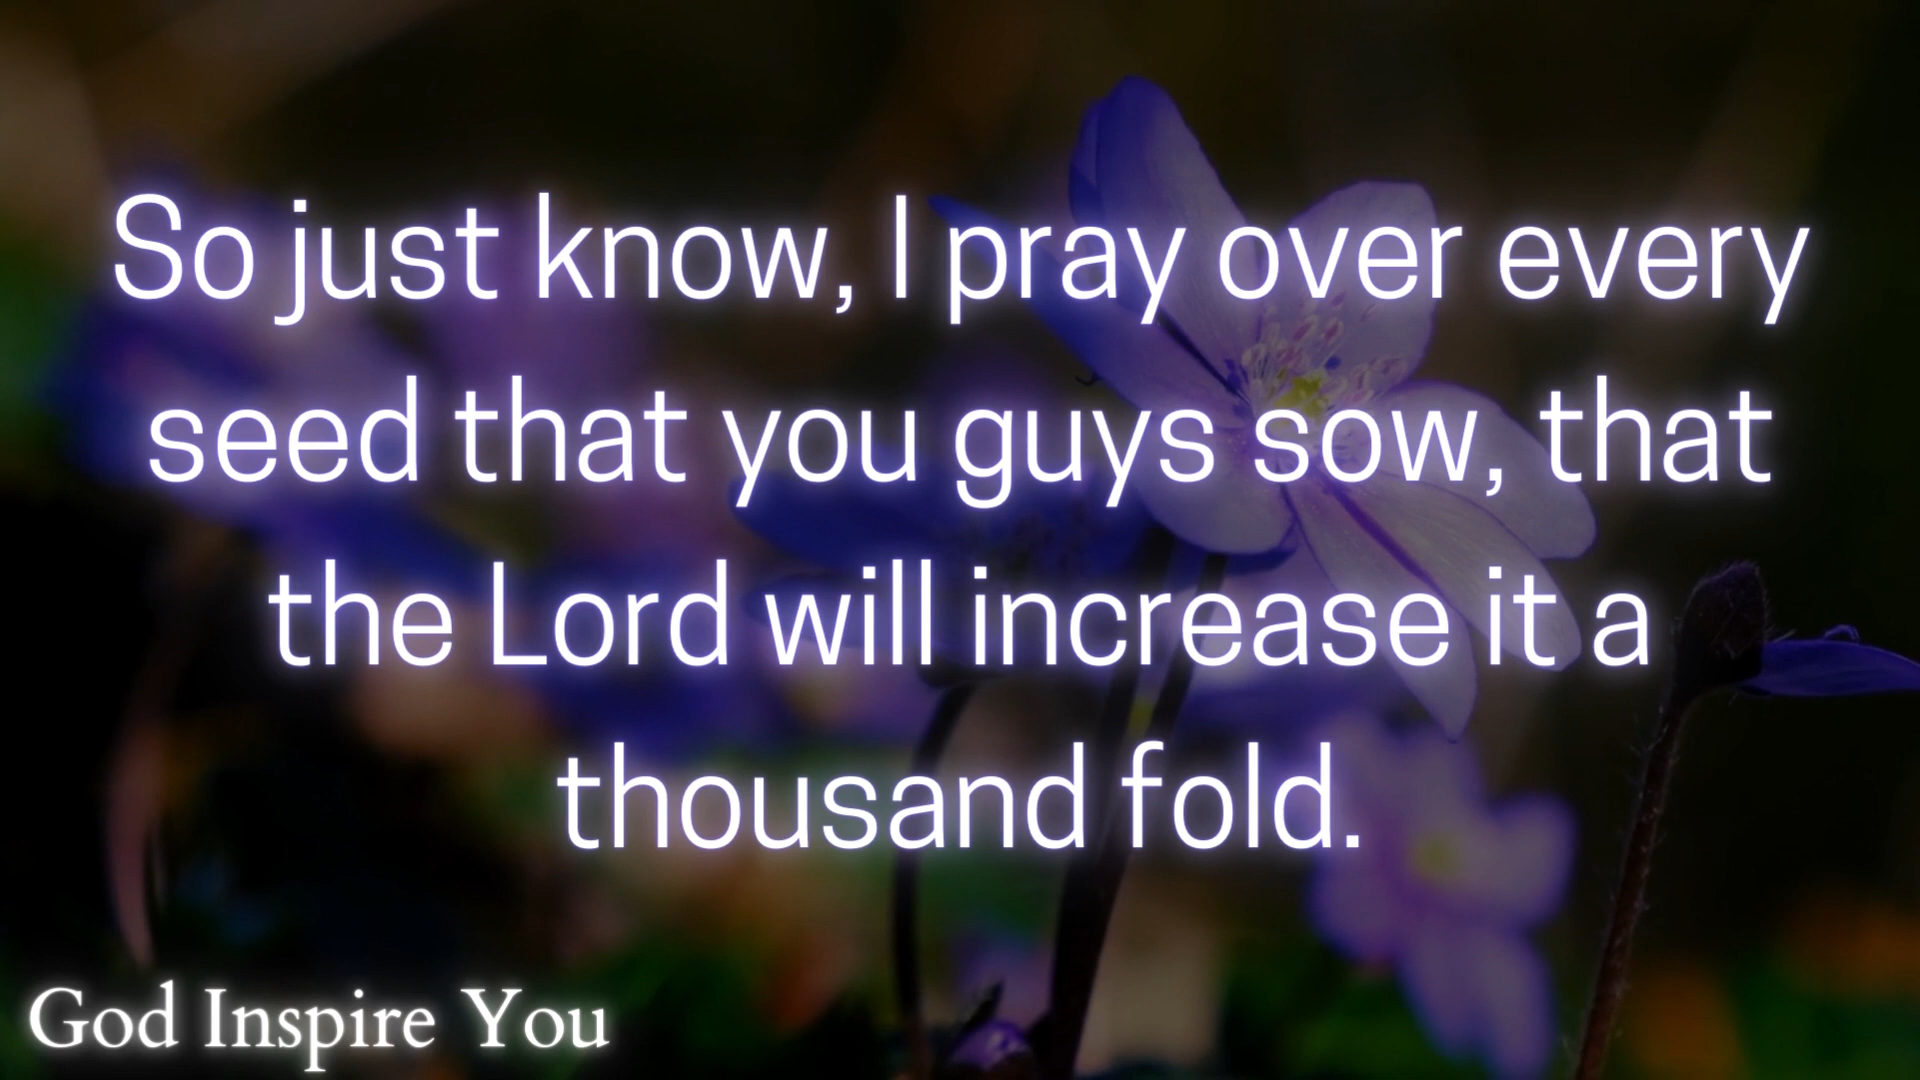 So just know, I pray over every
seed that you guys sow, that
the Lord will increase it a
thousand fold.
God Inspire You